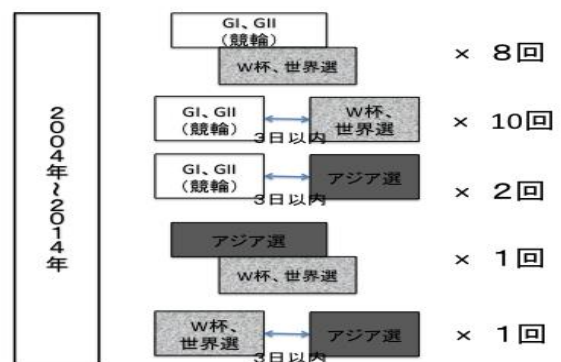 2004年~2014年
GI、GII
(競輪)
W杯、世界選
× 8回
GI、GII
(競輪)
3日以内
W杯、
世界選
× 10回
GI、GII
(競輪)
3日以内
アジア選
× 2回
アジア選
W杯、世界選
× 1回
W杯、
世界選
3日以内
アジア選
× 1回